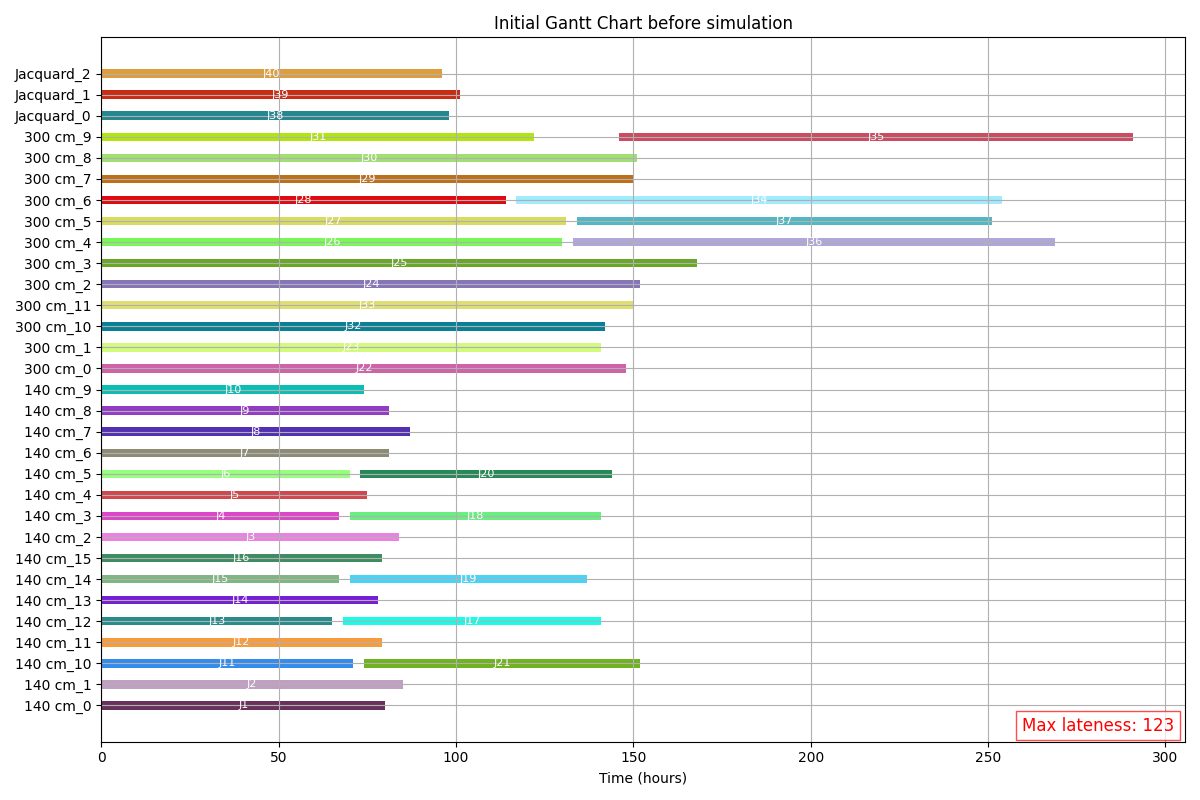 Initial Gantt Chart before simulation
Jacquard_2 J40
Jacquard_1 J39
Jacquard_0 J38
300 cm_9 J31 J35
300 cm_8 J30
300 cm_7 J29
300 cm_6 J28 J34
300 cm_5 J27 J37
300 cm_4 J26 J36
300 cm_3 J25
300 cm_2 J24
300 cm_11 J33
300 cm_10 J32
300 cm_1 J23
300 cm_0 J22
140 cm_9 J10
140 cm_8 J9
140 cm_7 J8
140 cm_6 J7
140 cm_5 J6 J20
140 cm_4 J5
140 cm_3 J4 J18
140 cm_2 J3
140 cm_15 J16
140 cm_14 J15 J19
140 cm_13 J14
140 cm_12 J13 J17
140 cm_11 J12
140 cm_10 J11 J21
140 cm_1 J2
140 cm_0 J1
Max lateness: 123
0 50 100 150 200 250 300
Time (hours)